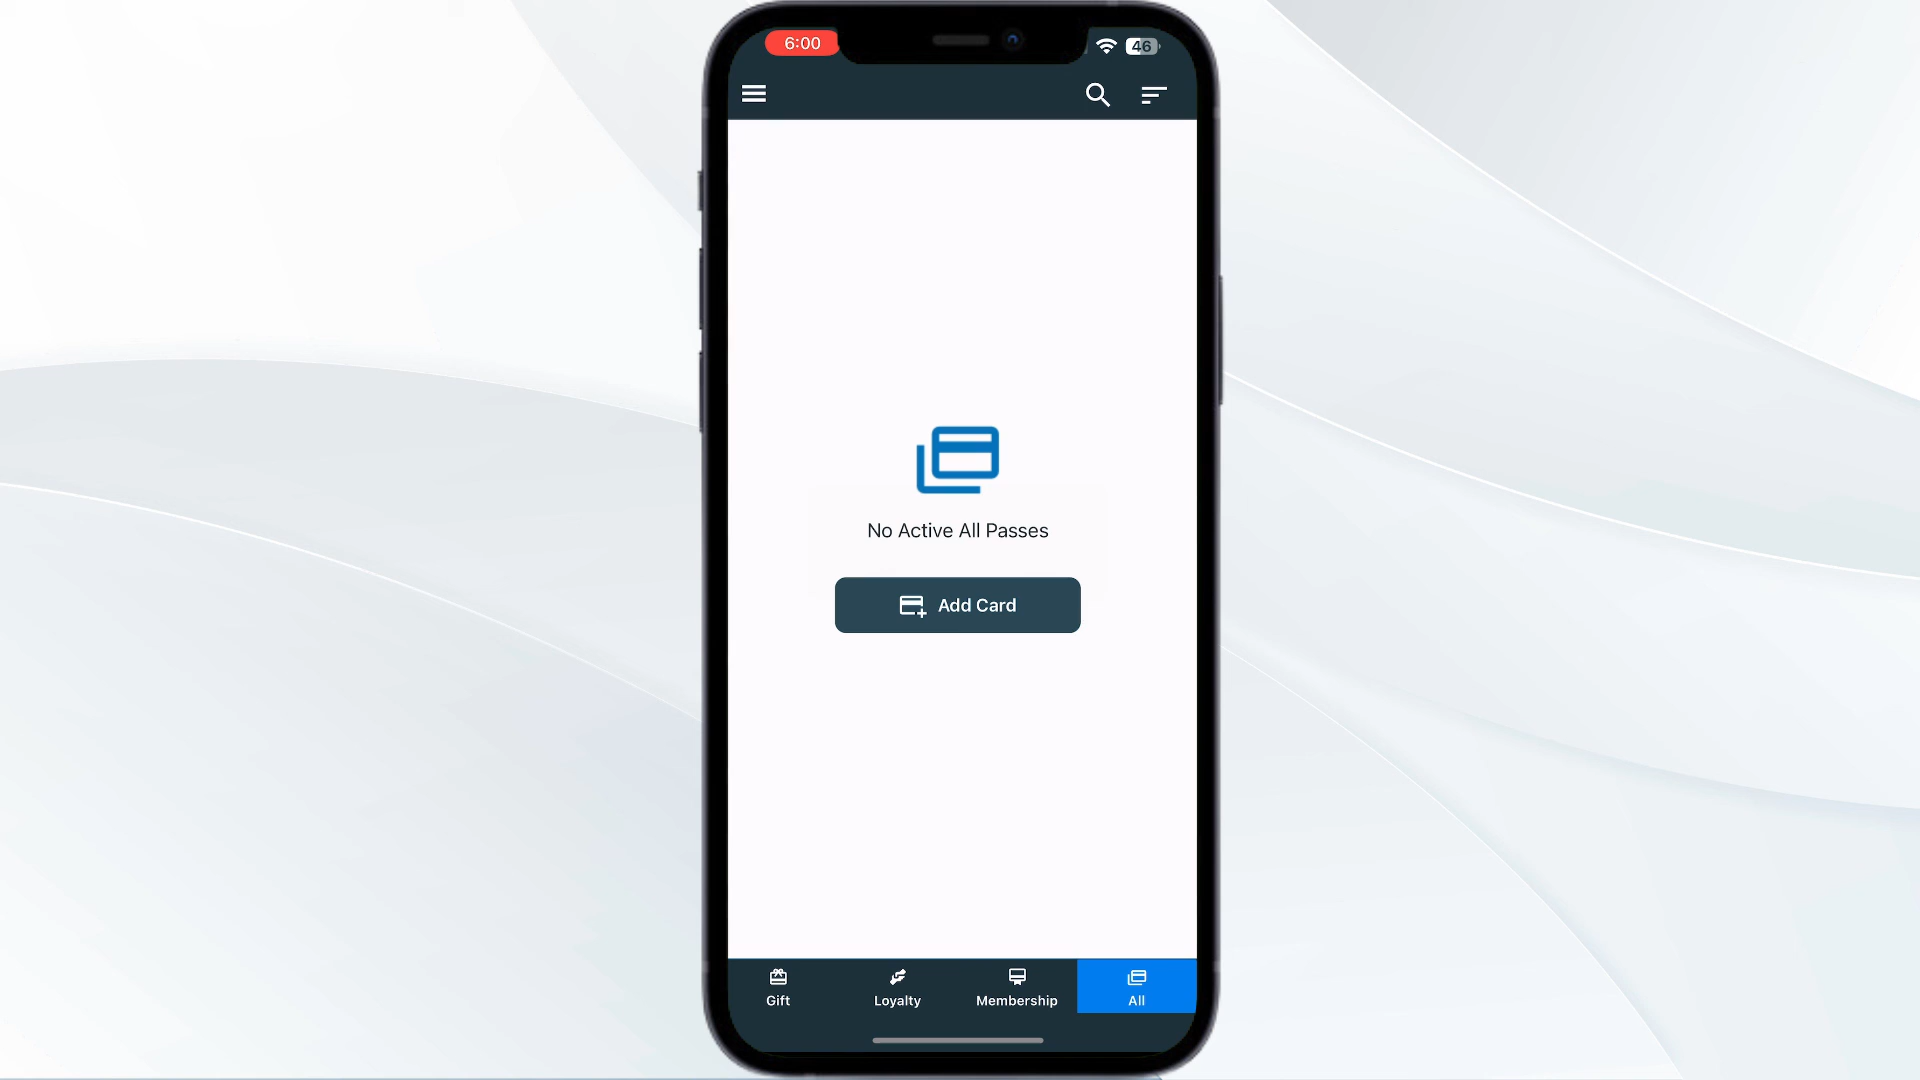 6:00
46
No Active All Passes
Add Card
Gift
Loyalty
Membership
All